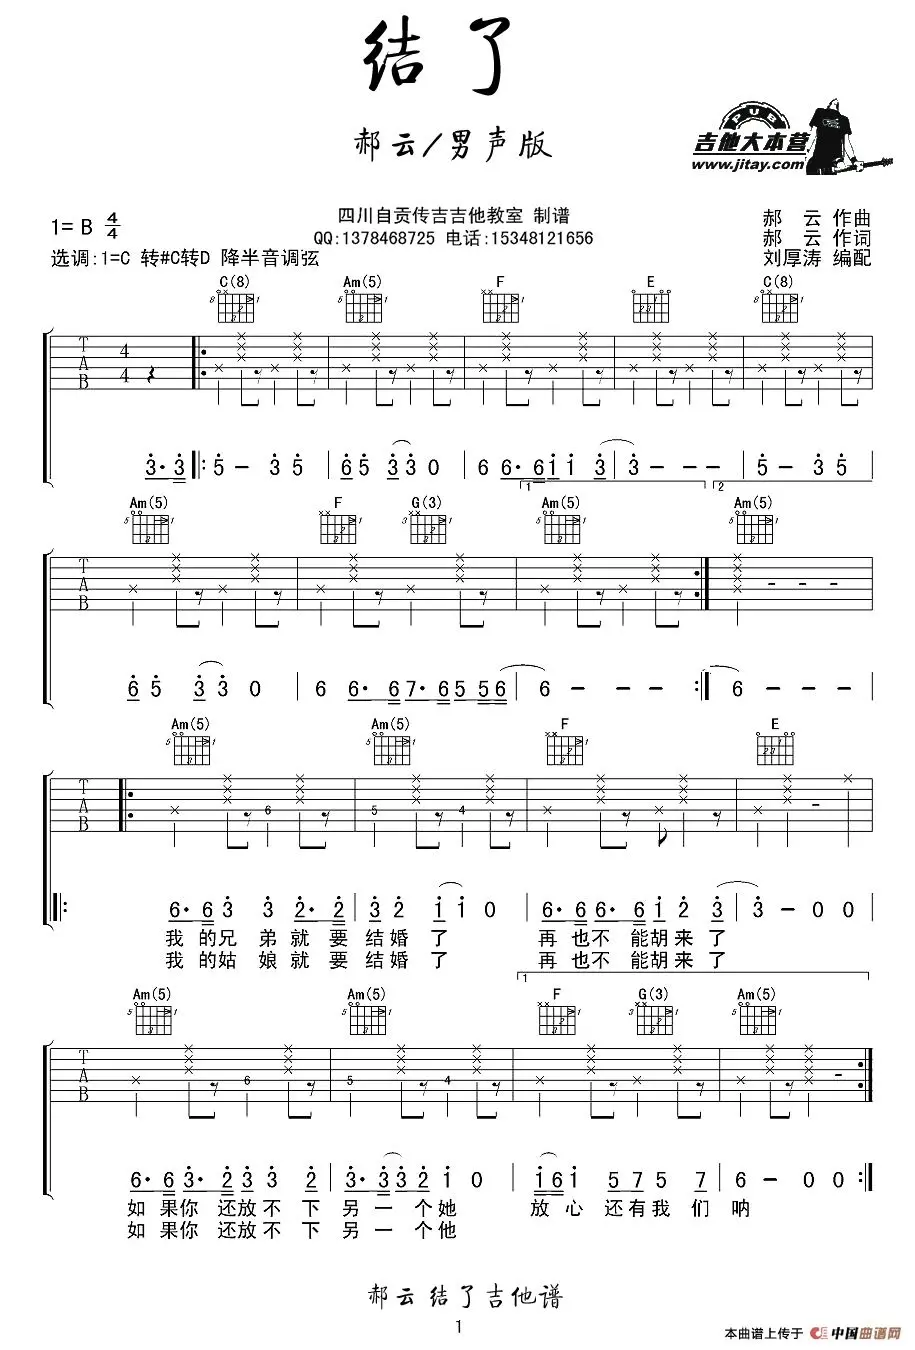 结了
郝云/男声版
PUB
吉他大本营
www.jitay.com
1= B 4/4
四川自贡传吉吉他教室 制谱
郝 云 作曲
QQ:1378468725 电话:15348121656
郝 云 作词
选调:1=C 转#C转D 降半音调弦
刘厚涛 编配
C(8) Am(5) F E C(8)
TAB 4/4
3·3 5 - 3 5 6 5 3 3 3 0 6 6·6 1 1 3 3 - - - 5 - 3 5
1. 2
Am(5) F G(3) Am(5) Am(5)
TAB
6 5 3 3 0 6 6·6 7·6 5 5 6 6 - - - 6 - - -
Am(5) Am(5) F E
TAB 6 5 4
6·6 3 3 2·2 3 2 1 1 0 6·6 6·6 1 2 3 3 - 0 0
我的兄弟就要结婚了 再也不能胡来了
我的姑娘就要结婚了 再也不能胡来了
1.
Am(5) Am(5) F G(3) Am(5)
TAB 6 5 4
6·6 3·2 3 3 2 3·3 3 2 1 0 1 6 1 5 7 5 7 6 - 0 0
如果你还放不下另一个她 放心还有我们呐
如果你还放不下另一个他
郝云结了吉他谱
1
本曲谱上传于 中国曲谱网